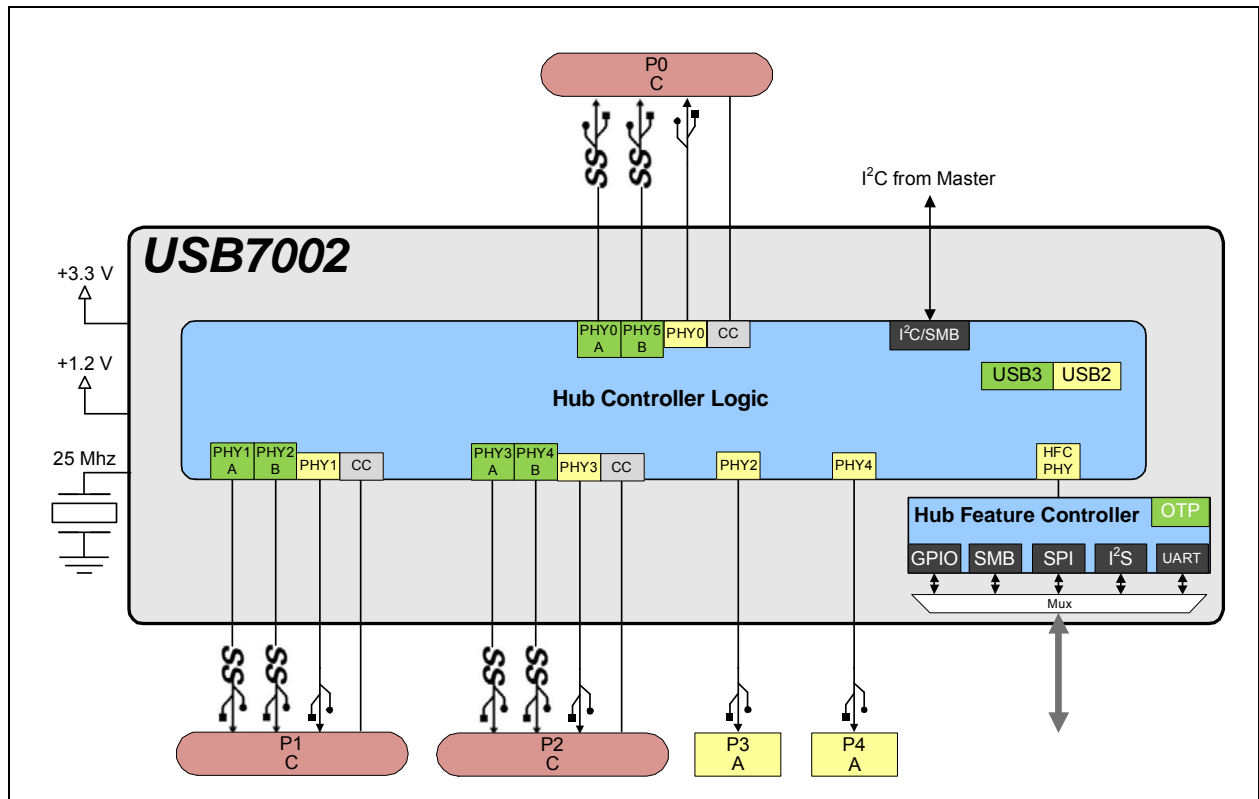 P0
C
SS SS
I²C from Master
USB7002
+3.3 V
PHY0 A
PHY5 B
PHY0
CC
I²C/SMB
+1.2 V
USB3 USB2
Hub Controller Logic
25 Mhz
PHY1 A
PHY2 B
PHY1
CC
PHY3 A
PHY4 B
PHY3
CC
PHY2
PHY4
HFC PHY
Hub Feature Controller
OTP
GPIO SMB SPI I²S UART
Mux
SS SS
SS SS
P1
C
P2
C
P3
A
P4
A